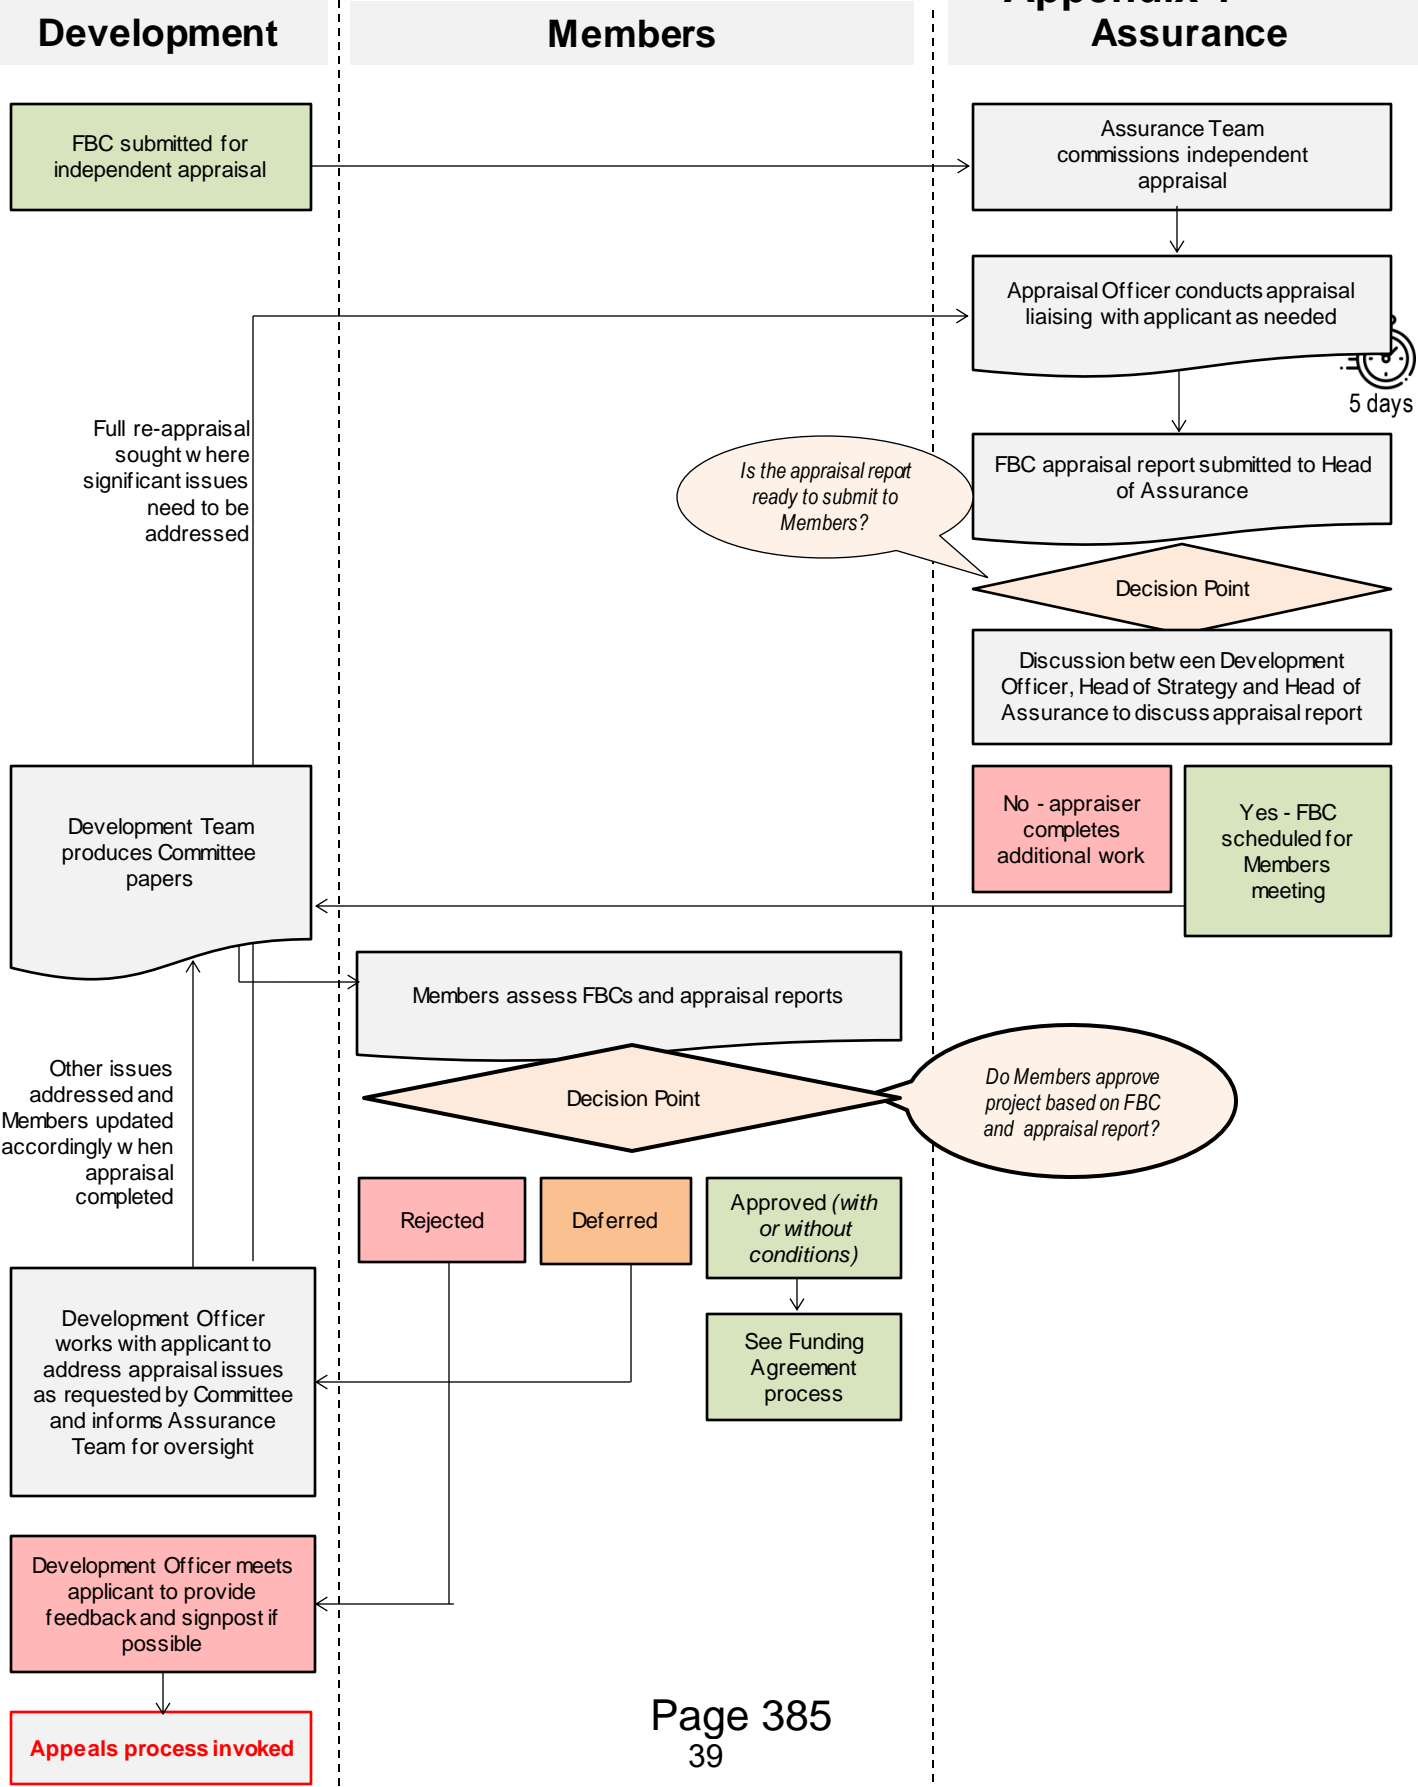 Appendix 1
Development
Members
Assurance
FBC submitted for
independent appraisal
Assurance Team
commissions independent
appraisal
Appraisal Officer conducts appraisal
liaising with applicant as needed
5 days
Full re-appraisal
sought where
significant issues
need to be
addressed
Is the appraisal report
ready to submit to
Members?
FBC appraisal report submitted to Head
of Assurance
Decision Point
Discussion between Development
Officer, Head of Strategy and Head of
Assurance to discuss appraisal report
Development Team
produces Committee
papers
No - appraiser
completes
additional work
Yes - FBC
scheduled for
Members
meeting
Members assess FBCs and appraisal reports
Other issues
addressed and
Members updated
accordingly when
appraisal
completed
Decision Point
Do Members approve
project based on FBC
and appraisal report?
Rejected
Deferred
Approved (with
or without
conditions)
Development Officer
works with applicant to
address appraisal issues
as requested by Committee
and informs Assurance
Team for oversight
See Funding
Agreement
process
Development Officer meets
applicant to provide
feedback and signpost if
possible
Appeals process invoked
Page 385
39